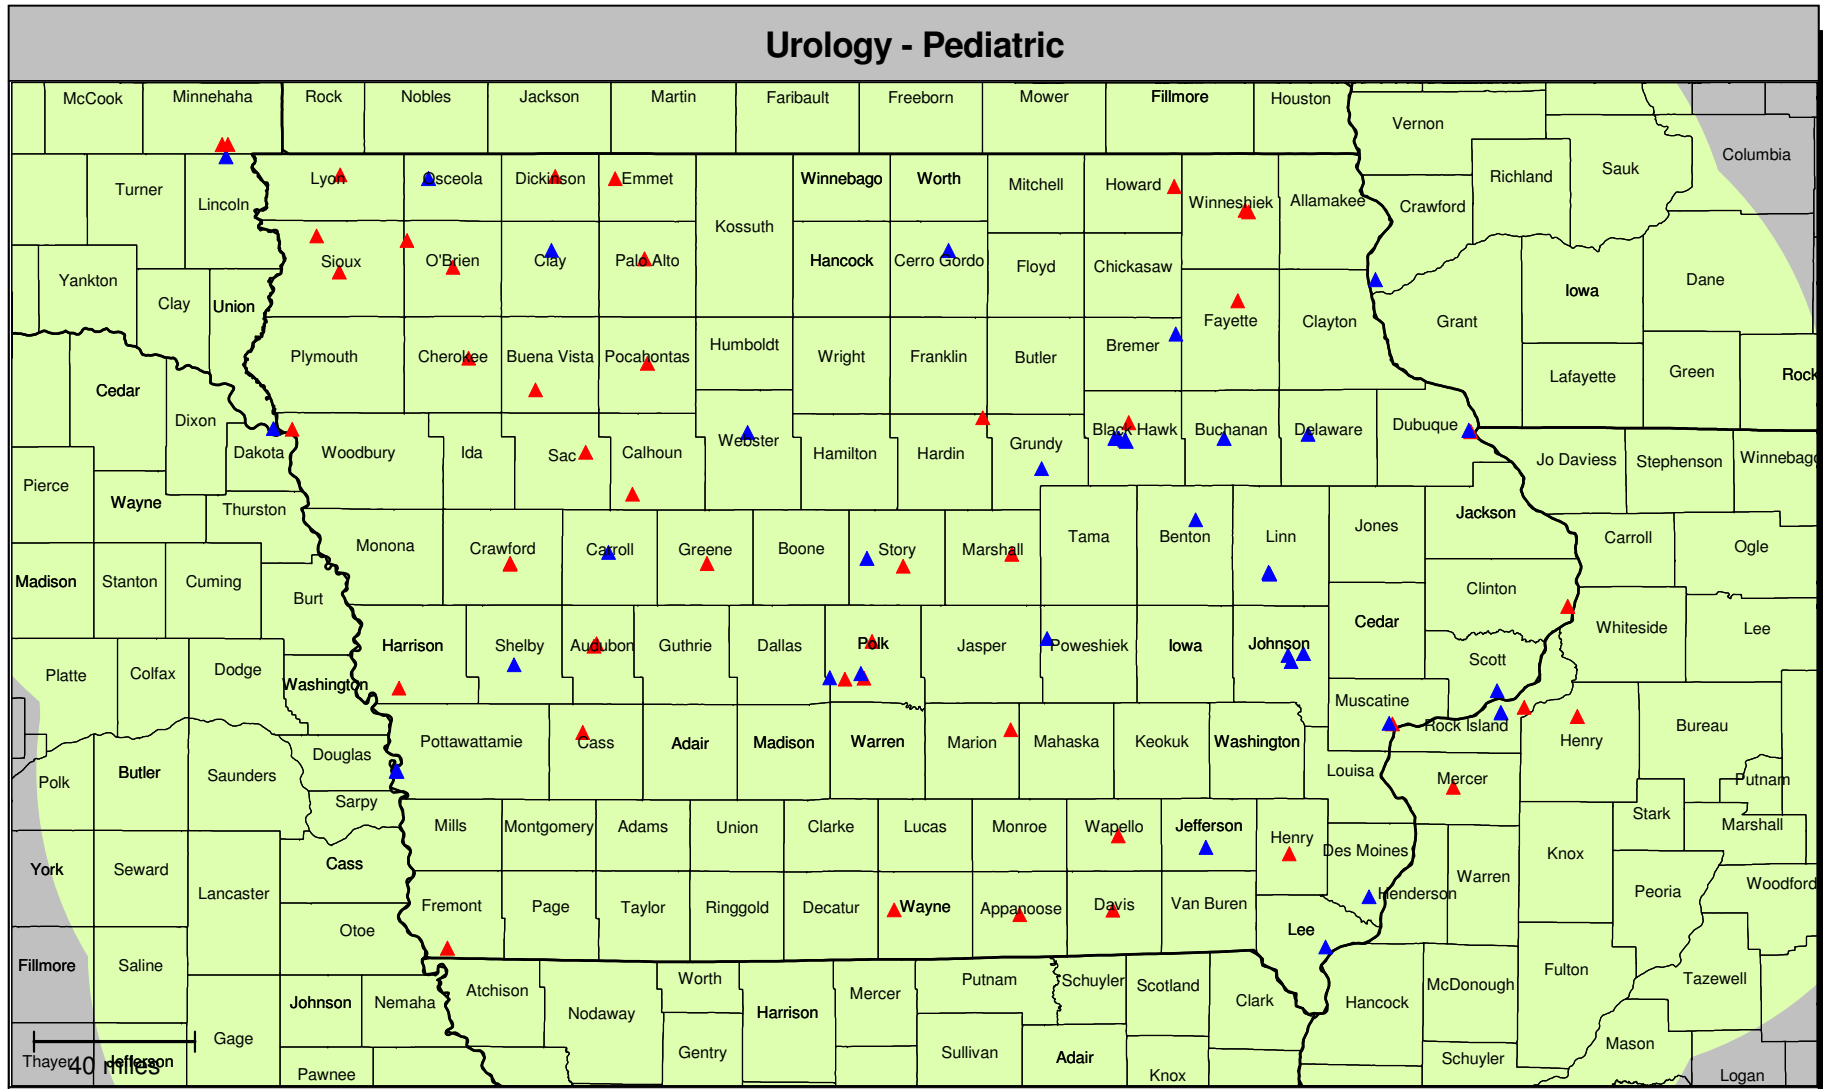 Urology - Pediatric
McCook Minnehaha Rock Nobles Jackson Martin Faribault Freeborn Mower Fillmore Houston
Vernon
Columbia
Sauk
Richland
Turner Lyon Osceola Dickinson Emmet Winnebago Worth Mitchell Howard
Lincoln Winneshiek Allamakee Crawford
Kossuth
Yankton Sioux O'Brien Clay Palo Alto Hancock Cerro Gordo Floyd Chickasaw Dane
Clay Union Iowa
Fayette Clayton Grant
Plymouth Cherokee Buena Vista Pocahontas Humboldt Wright Franklin Butler Bremer
Cedar Lafayette Green Rock
Dixon
Dakota Woodbury Ida Sac Calhoun Webster Hamilton Hardin Grundy Black Hawk Buchanan Delaware Dubuque
Jo Daviess Stephenson Winnebago
Pierce
Wayne Thurston Jackson
Monona Crawford Carroll Greene Boone Story Marshall Tama Benton Linn Jones Carroll Ogle
Madison Stanton Cuming
Burt Clinton
Harrison Shelby Audubon Guthrie Dallas Polk Jasper Poweshiek Iowa Johnson Cedar Whiteside Lee
Platte Colfax Dodge Scott
Washington Muscatine
Rock Island
Pottawattamie Cass Adair Madison Warren Marion Mahaska Keokuk Washington Henry Bureau
Douglas
Polk Butler Saunders Louisa Mercer Putnam
Sarpy
Mills Montgomery Adams Union Clarke Lucas Monroe Wapello Jefferson Henry Stark Marshall
Des Moines Knox
York Seward Cass Warren Woodford
Lancaster Henderson Peoria
Fremont Page Taylor Ringgold Decatur Wayne Appanoose Davis Van Buren
Otoe Lee
Fillmore Saline Fulton
Worth Putnam Schuyler Scotland McDonough Tazewell
Johnson Nemaha Atchison Nodaway Harrison Mercer Clark Hancock
Gage Gentry Sullivan Adair Mason
Thayer Jefferson Schuyler
40 miles
Pawnee Knox Logan